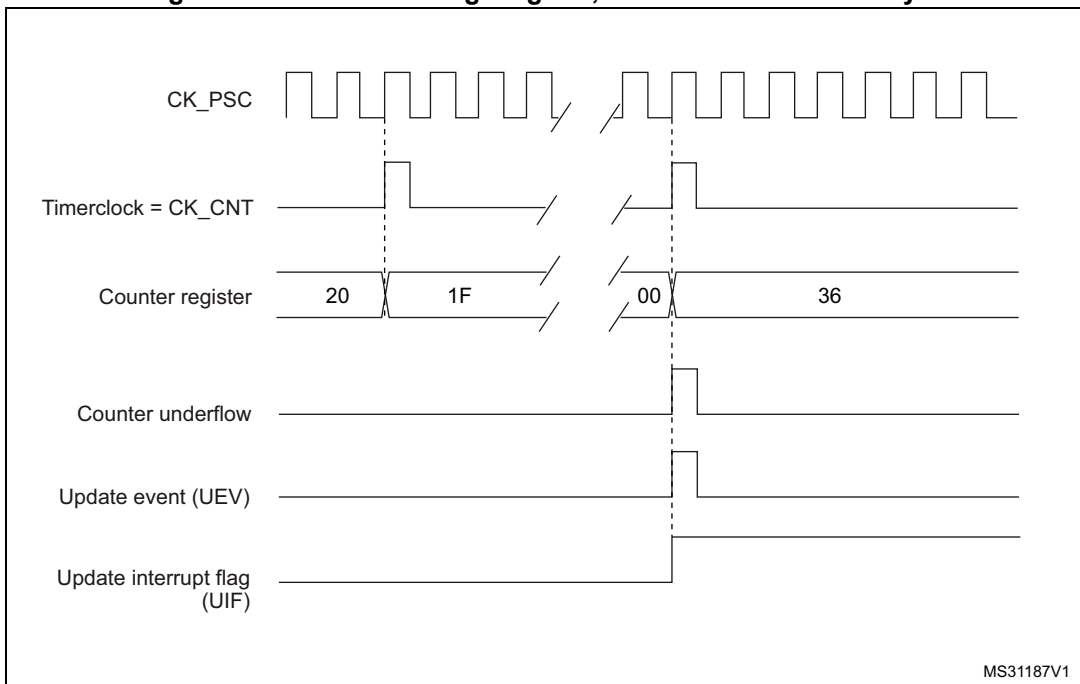 CK_PSC
Timerclock = CK_CNT
Counter register
20
1F
00
36
Counter underflow
Update event (UEV)
Update interrupt flag
(UIF)
MS31187V1